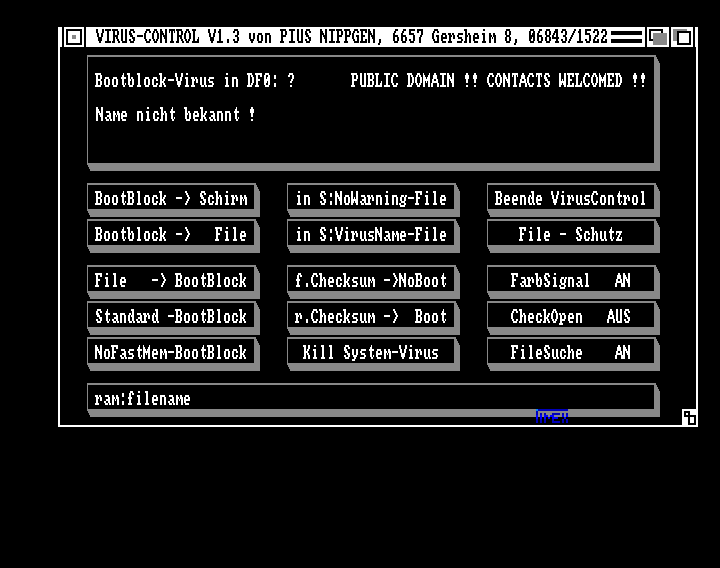 VIRUS-CONTROL V1.3 von PIUS NIPPGEN, 6657 Gersheim 8, 06843/1522
Bootblock-Virus in DF0: ? PUBLIC DOMAIN !! CONTACTS WELCOMED !!
Name nicht bekannt !
BootBlock -> Schirm in S:NoWarning-File Beende VirusControl
Bootblock -> File in S:VirusName-File File - Schutz
File -> BootBlock f.Checksum ->NoBoot FarbSignal AN
Standard -BootBlock r.Checksum -> Boot CheckOpen AUS
NoFastMem-BootBlock Kill System-Virus FileSuche AN
ram:filename